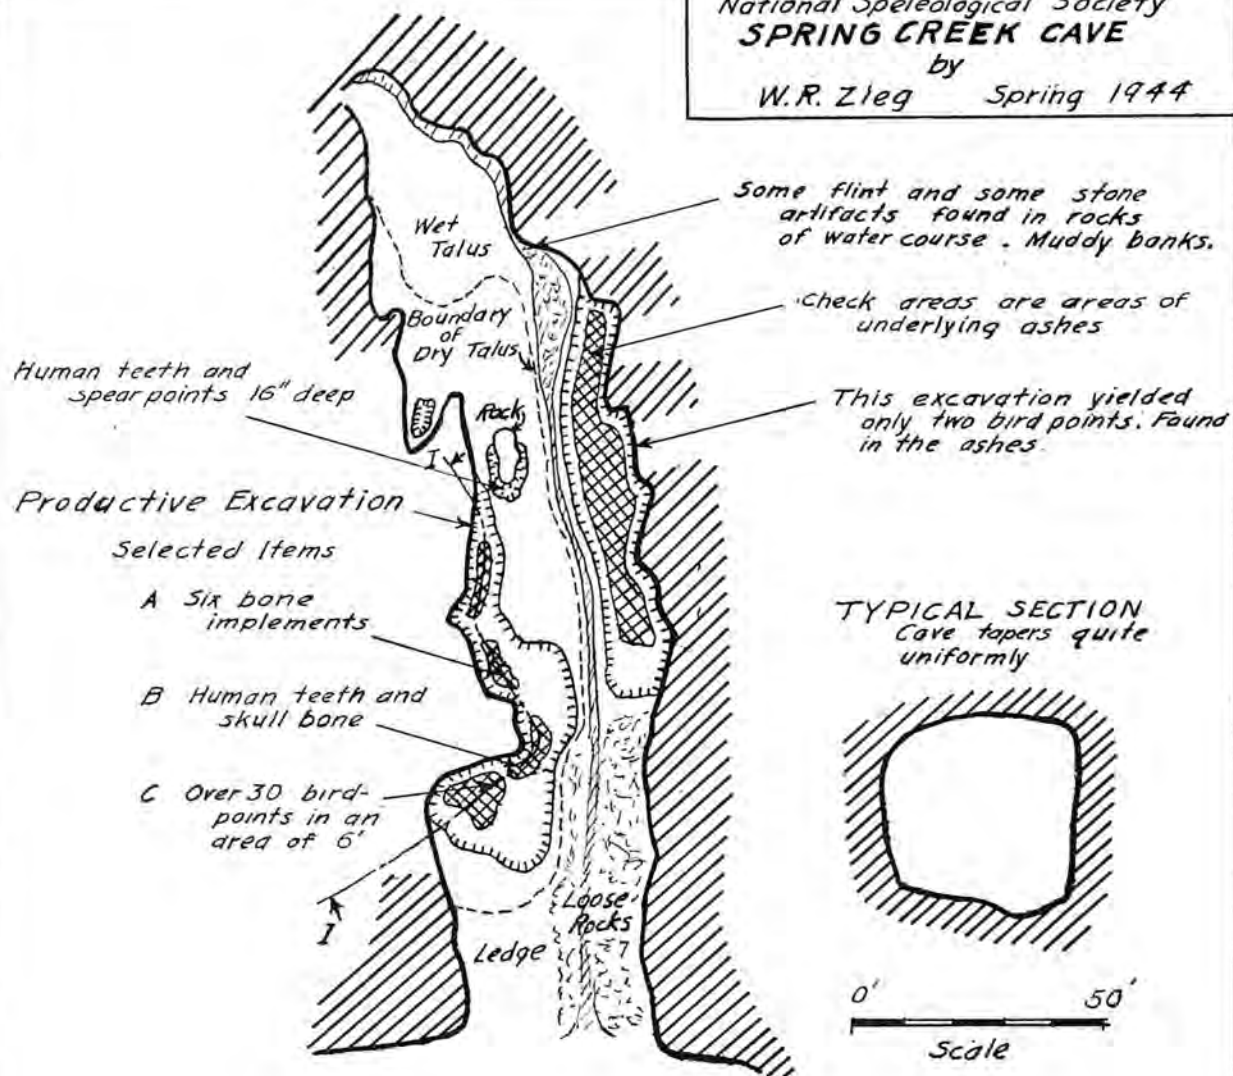 National Speleological Society
SPRING CREEK CAVE
by
W.R. Zieg Spring 1944
Some flint and some stone
artifacts found in rocks
of water course. Muddy banks.
Wet
Talus
Check areas are areas of
underlying ashes
Boundary
of
Dry Talus
Human teeth and
spear points 16" deep
This excavation yielded
only two bird points. Found
in the ashes
Rock
I
Productive Excavation
Selected Items
A Six bone
implements
B Human teeth and
skull bone
C Over 30 bird-
points in an
area of 6'
I
TYPICAL SECTION
Cave tapers quite
uniformly
Loose
Rocks
Ledge
0' 50'
Scale